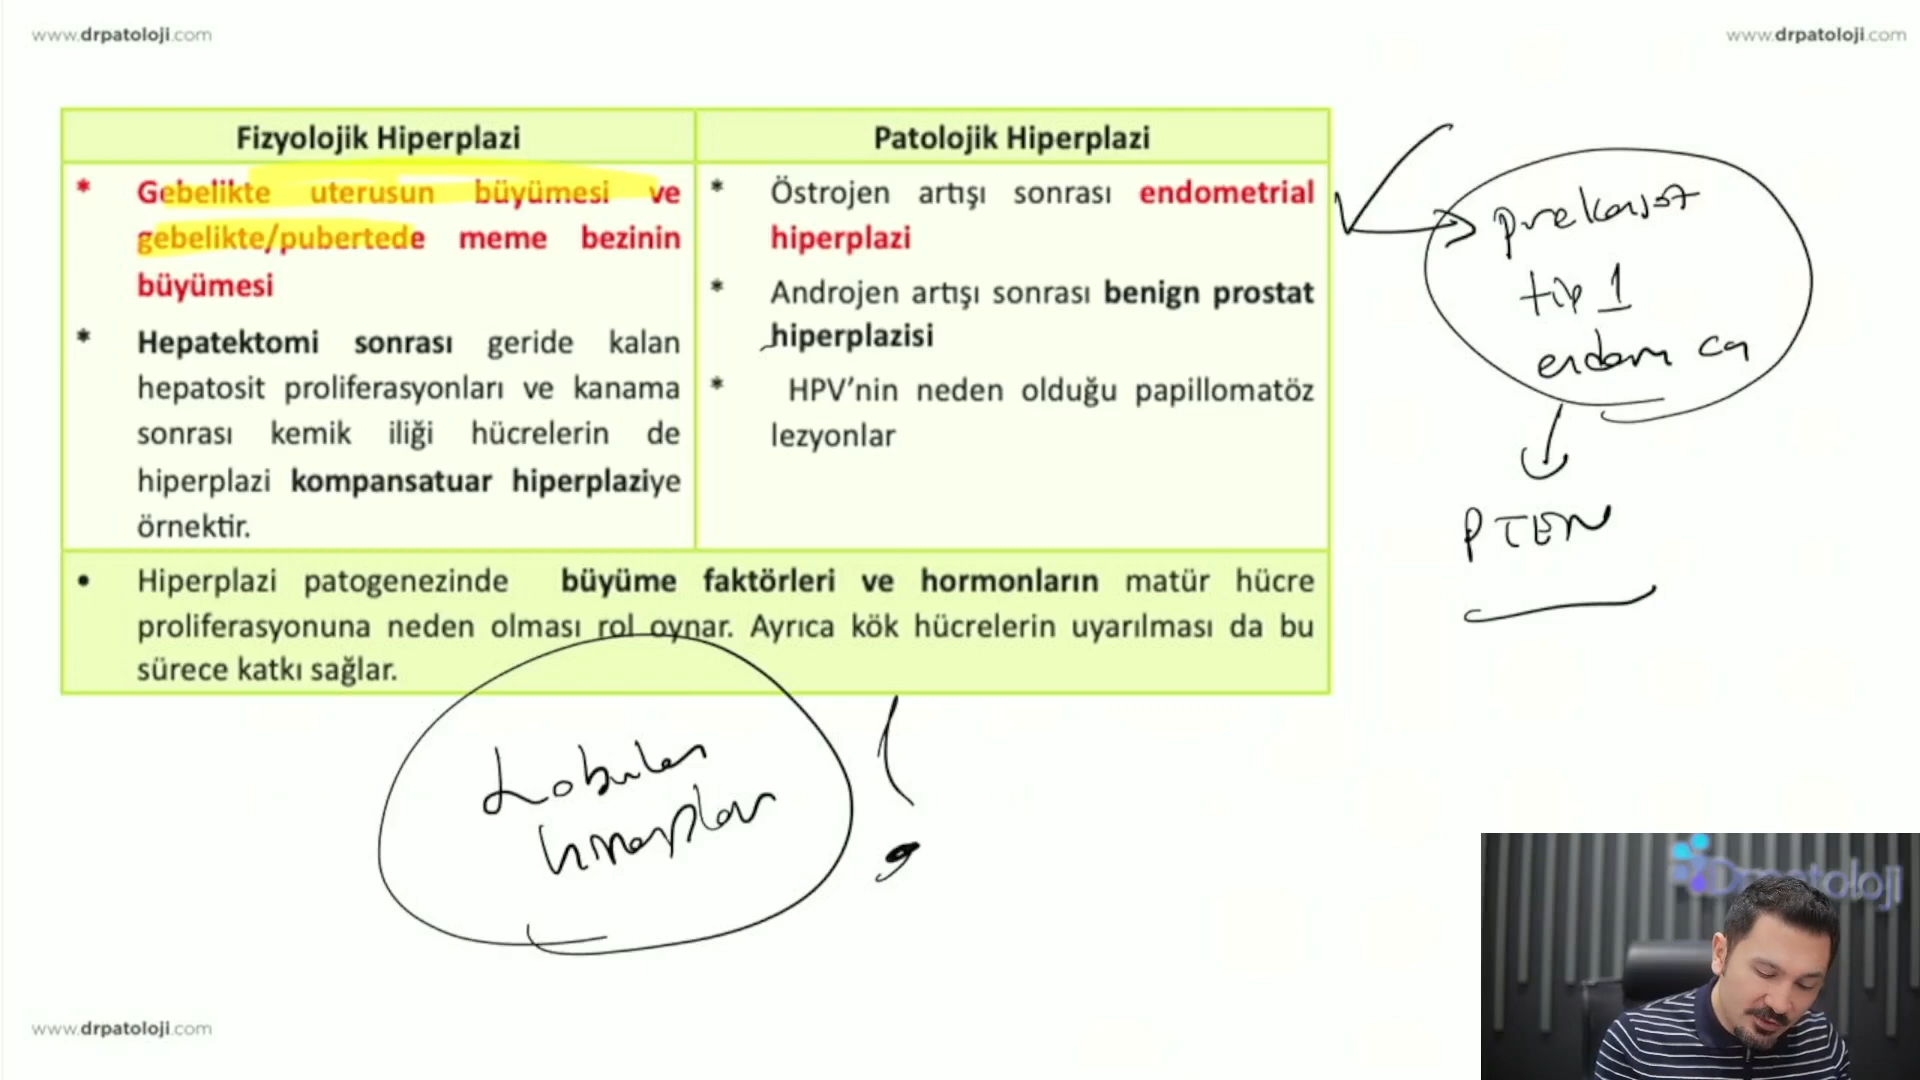 www.drpatoloji.com
www.drpatoloji.com
Fizyolojik Hiperplazi
* Gebelikte uterusun büyümesi ve
gebelikte/pubertede meme bezinin
büyümesi
* Hepatektomi sonrası geride kalan
hepatosit proliferasyonları ve kanama
sonrası kemik iliği hücrelerin de
hiperplazi kompansatuar hiperplaziye
örnektir.
Patolojik Hiperplazi
* Östrojen artışı sonrası endometrial
hiperplazi
* Androjen artışı sonrası benign prostat
hiperplazisi
* HPV’nin neden olduğu papillomatöz
lezyonlar
• Hiperplazi patogenezinde büyüme faktörleri ve hormonların matür hücre
proliferasyonuna neden olması rol oynar. Ayrıca kök hücrelerin uyarılması da bu
sürece katkı sağlar.
tip 1
endom ca
PTEN
Lobuler
!
Drpatoloji
www.drpatoloji.com